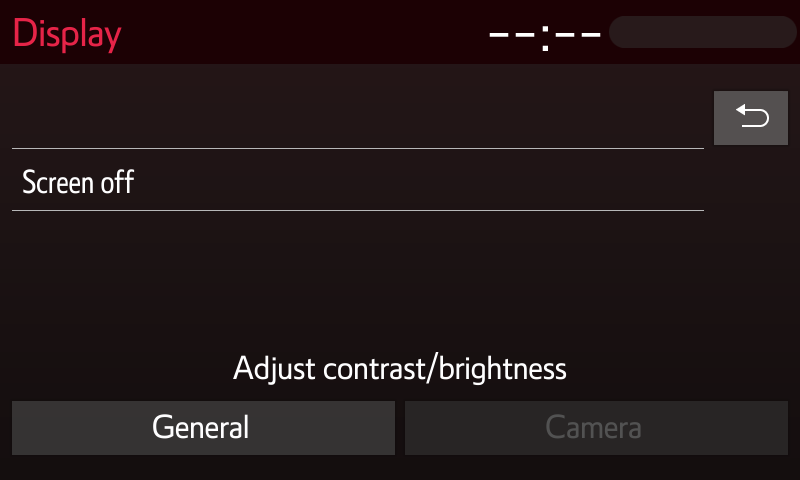 Display
--:--
Screen off
Adjust contrast/brightness
General
Camera